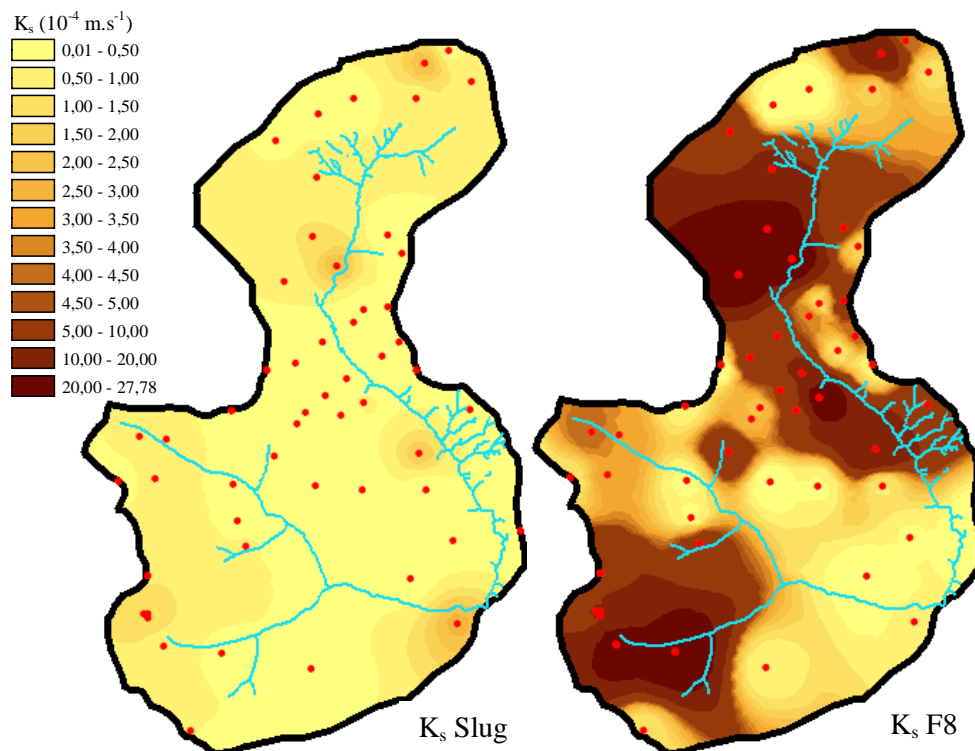 Ks (10-4 m.s-1)
0,01 - 0,50
0,50 - 1,00
1,00 - 1,50
1,50 - 2,00
2,00 - 2,50
2,50 - 3,00
3,00 - 3,50
3,50 - 4,00
4,00 - 4,50
4,50 - 5,00
5,00 - 10,00
10,00 - 20,00
20,00 - 27,78
Ks Slug
Ks F8